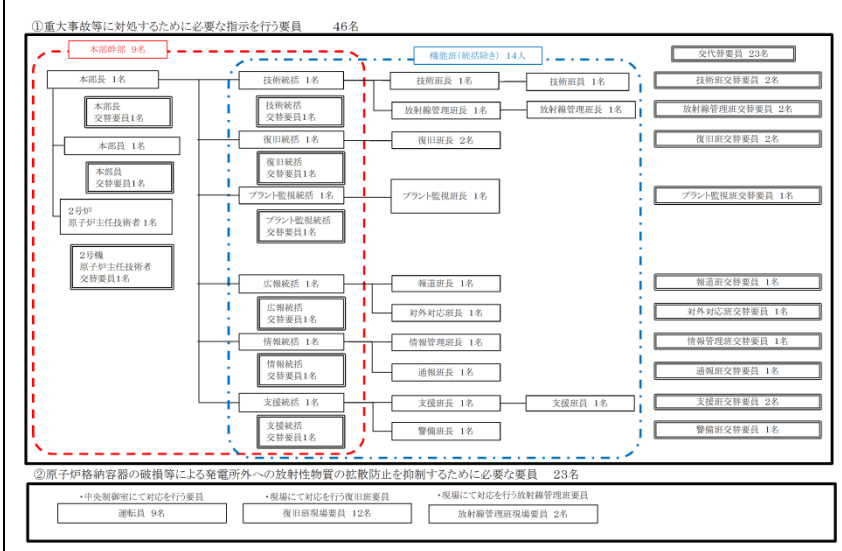 ①重大事故等に対処するために必要な指示を行う要員 46名
本部幹部 9名
機能班(統括除き) 14人
交代替要員 23名
本部長 1名
技術統括 1名
技術班長 1名
技術班員 1名
技術班交替要員 2名
本部長
交替要員1名
技術統括
交替要員1名
放射線管理班長 1名
放射線管理班長 1名
放射線管理班交替要員 2名
本部員 1名
復旧統括 1名
復旧班長 2名
復旧班交替要員 2名
本部員
交替要員1名
復旧統括
交替要員1名
プラント監視統括 1名
プラント監視班長 1名
プラント監視班交替要員 1名
2号炉
原子炉主任技術者 1名
プラント監視統括
交替要員1名
2号機
原子炉主任技術者
交替要員1名
広報統括 1名
報道班長 1名
報道班交替要員 1名
広報統括
交替要員1名
対外対応班長 1名
対外対応班交替要員 1名
情報統括 1名
情報管理班長 1名
情報管理班交替要員 1名
情報統括
交替要員1名
通報班長 1名
通報班交替要員 1名
支援統括 1名
支援班長 1名
支援班員 1名
支援班交替要員 2名
支援統括
交替要員1名
警備班長 1名
警備班交替要員 1名
②原子炉格納容器の破損等による発電所外への放射性物質の拡散防止を抑制するために必要な要員 23名
・中央制御室にて対応を行う要員
・現場にて対応を行う復旧班要員
・現場にて対応を行う放射線管理班要員
運転員 9名
復旧班現場要員 12名
放射線管理班現場要員 2名